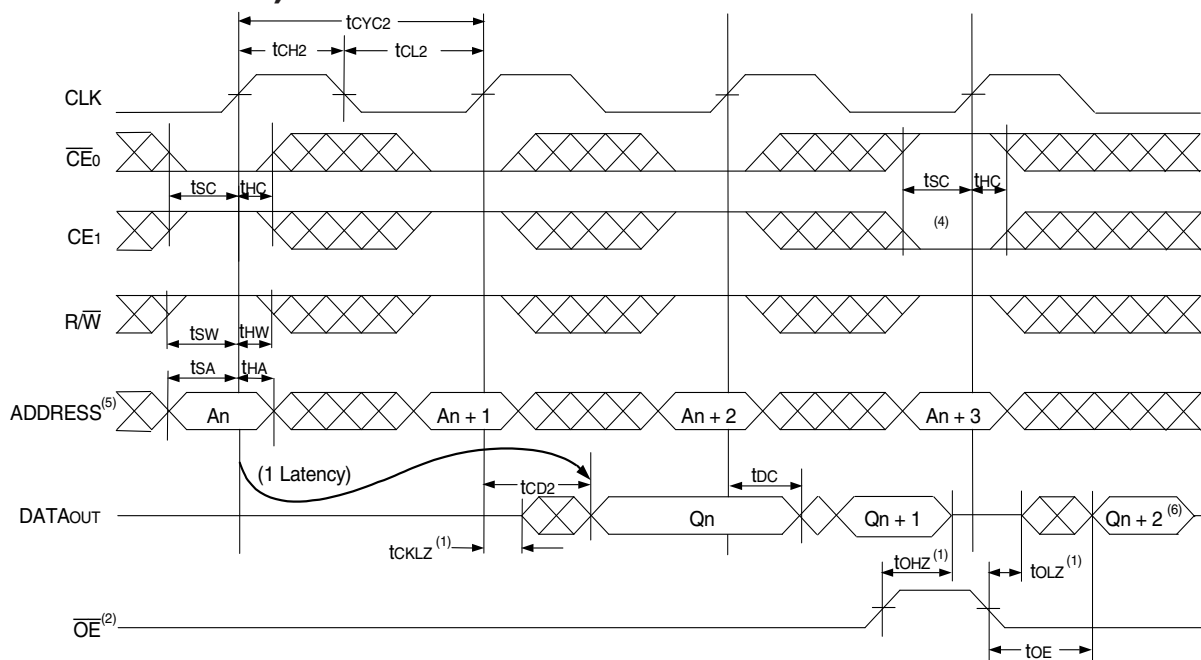 tCYC2
tCH2
tCL2
CLK
CE0
tSC
tHC
tSC
tHC
CE1
(4)
R/W
tSW
tHW
tSA
tHA
ADDRESS(5)
An
An + 1
An + 2
An + 3
(1 Latency)
tCD2
tDC
DATAOUT
Qn
Qn + 1
Qn + 2(6)
tCKLZ(1)
tOHZ(1)
tOLZ(1)
OE(2)
tOE